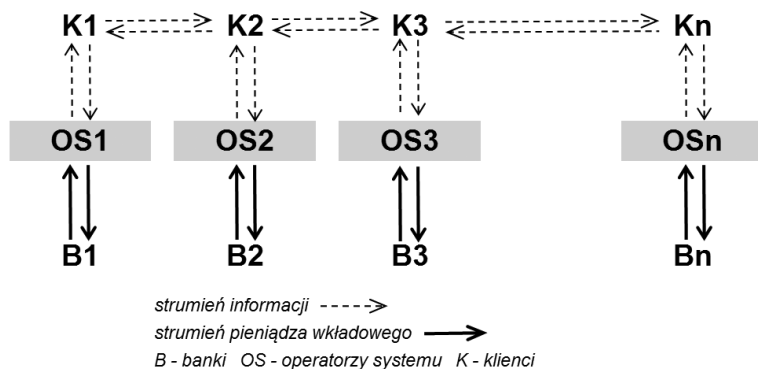 K1 K2 K3 Kn
OS1 OS2 OS3 OSn
B1 B2 B3 Bn
strumień informacji
strumień pieniądza wkładowego
B - banki OS - operatorzy systemu K - klienci